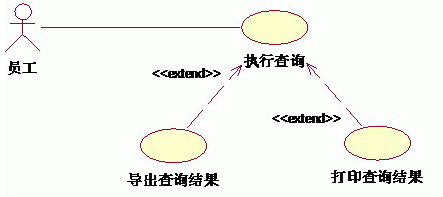 员工
执行查询
<<extend>>
<<extend>>
导出查询结果
打印查询结果